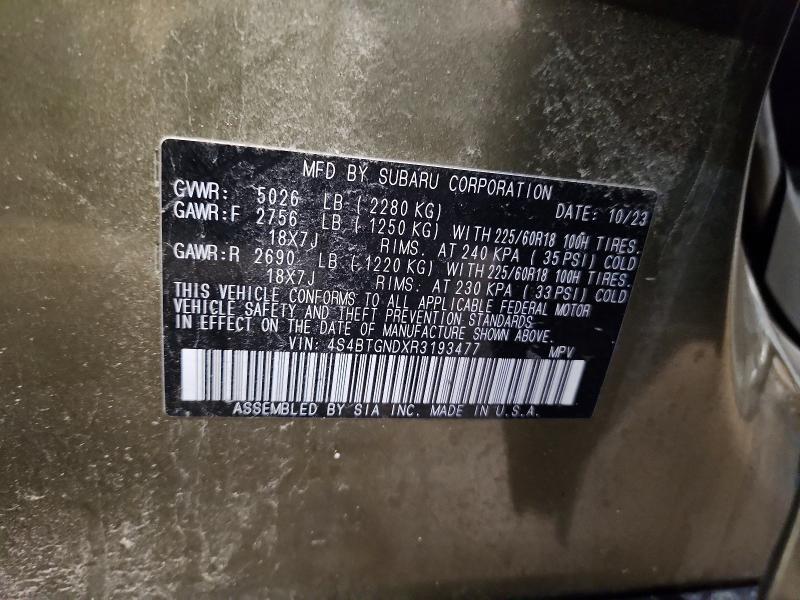 MFD BY SUBARU CORPORATION
GVWR: 5026 LB (2280 KG) DATE: 10/23
GAWR:F 2756 LB (1250 KG) WITH 225/60R18 100H TIRES.
18X7J RIMS. AT 240 KPA (35 PSI) COLD
GAWR:R 2690 LB (1220 KG) WITH 225/60R18 100H TIRES.
18X7J RIMS. AT 230 KPA (33 PSI) COLD
THIS VEHICLE CONFORMS TO ALL APPLICABLE FEDERAL MOTOR
VEHICLE SAFETY AND THEFT PREVENTION STANDARDS
IN EFFECT ON THE DATE OF MANUFACTURE SHOWN ABOVE.
VIN: 4S4BTGNDXR3193477 MPV
ASSEMBLED BY SIA INC. MADE IN U.S.A.